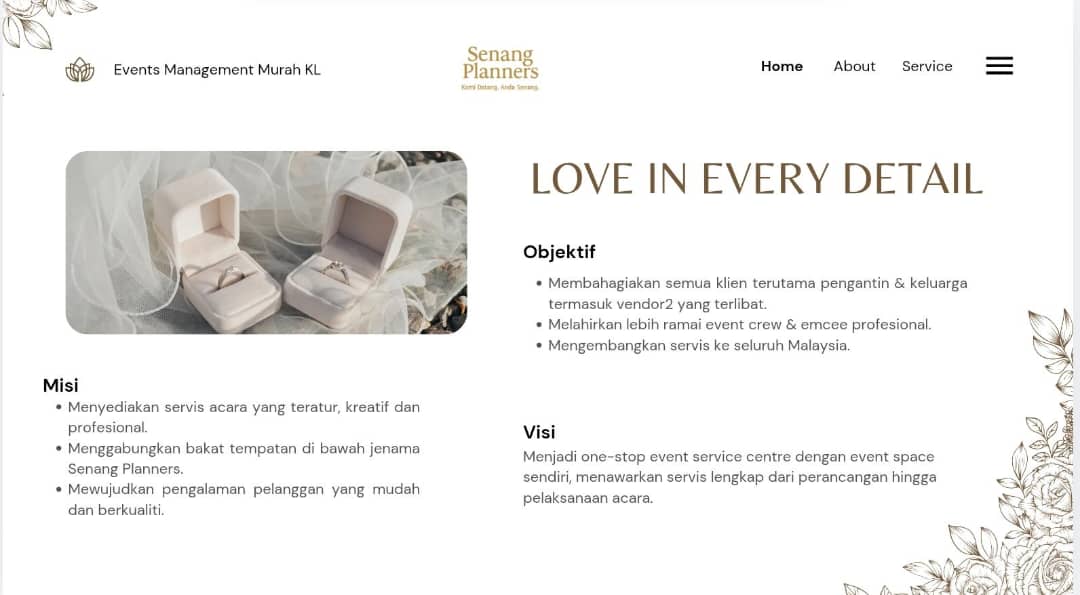 Events Management Murah KL
Senang
Planners
Kami Datang, Anda Senang.
Home
About
Service
LOVE IN EVERY DETAIL
Objektif
• Membahagiakan semua klien terutama pengantin & keluarga
termasuk vendor2 yang terlibat.
• Melahirkan lebih ramai event crew & emcee profesional.
• Mengembangkan servis ke seluruh Malaysia.
Misi
• Menyediakan servis acara yang teratur, kreatif dan
profesional.
• Menggabungkan bakat tempatan di bawah jenama
Senang Planners.
• Mewujudkan pengalaman pelanggan yang mudah
dan berkualiti.
Visi
Menjadi one-stop event service centre dengan event space
sendiri, menawarkan servis lengkap dari perancangan hingga
pelaksanaan acara.